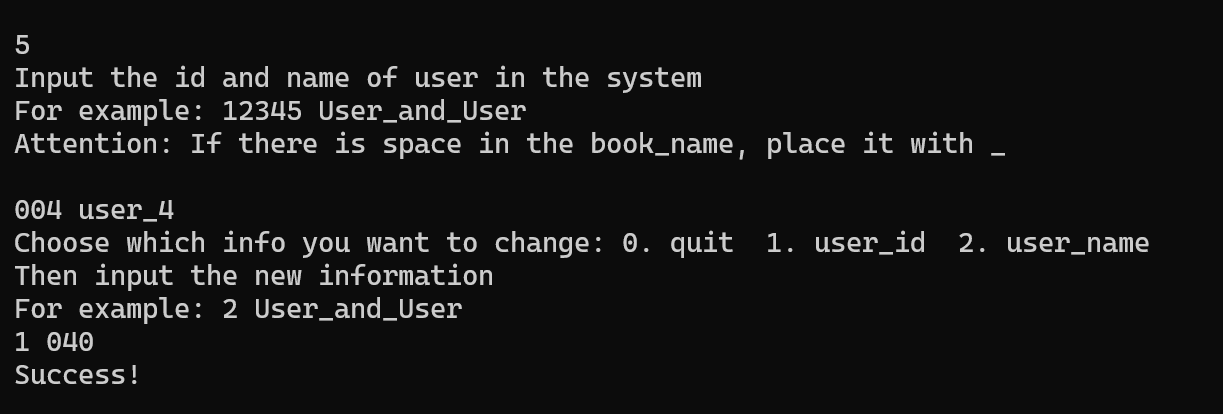 5
Input the id and name of user in the system
For example: 12345 User_and_User
Attention: If there is space in the book_name, place it with _
004 user_4
Choose which info you want to change: 0. quit  1. user_id  2. user_name
Then input the new information
For example: 2 User_and_User
1 040
Success!